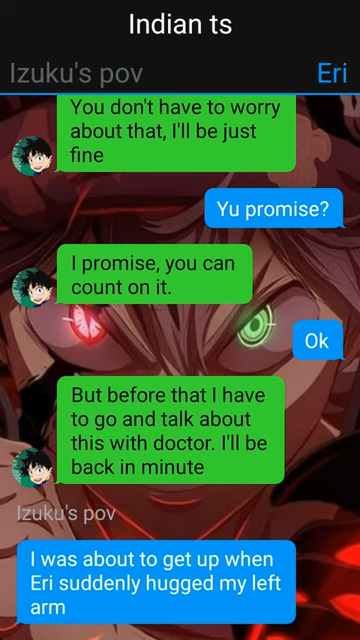 Indian ts
Izuku's pov
Eri
You don't have to worry
about that, I'll be just
fine
Yu promise?
I promise, you can
count on it.
Ok
But before that I have
to go and talk about
this with doctor. I'll be
back in minute
Izuku's pov
I was about to get up when
Eri suddenly hugged my left
arm